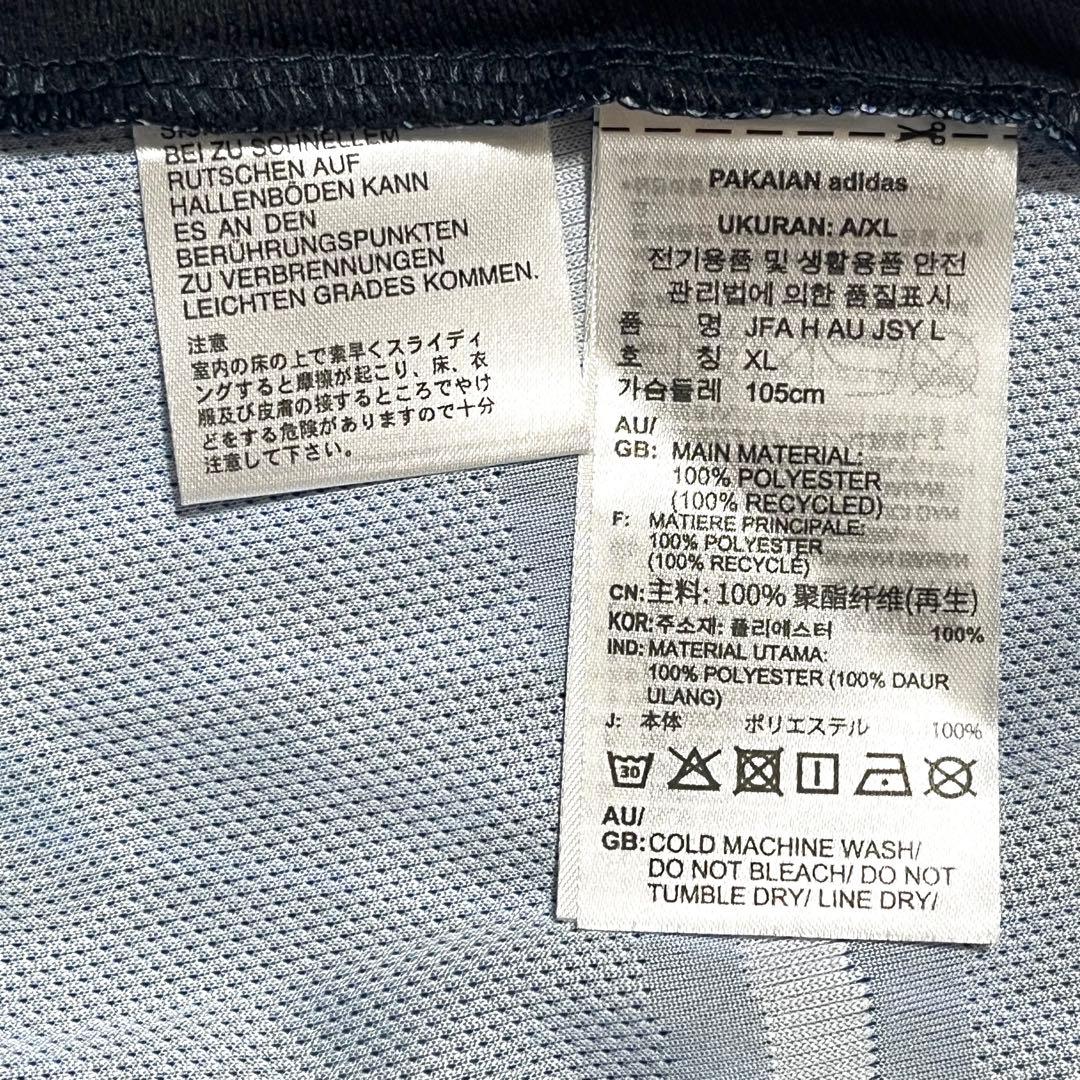 BEI ZU SCHNELLEM
RUTSCHEN AUF
HALLENBÖDEN KANN
ES AN DEN
BERÜHRUNGSPUNKTEN
ZU VERBRENNUNGEN
LEICHTEN GRADES KOMMEN.
注意
室内の床の上で素早くスライディ
ングすると摩擦が起こり、床、衣
服及び皮膚の接するところでやけ
どをする危険がありますので十分
注意して下さい。
PAKAIAN adidas
UKURAN: A/XL
전기용품 및 생활용품 안전
관리법에 의한 품질표시
품 명 JFA H AU JSY L
호 칭 XL
가슴둘레 105cm
AU/
GB: MAIN MATERIAL:
100% POLYESTER
(100% RECYCLED)
F: MATIERE PRINCIPALE:
100% POLYESTER
(100% RECYCLÉ)
CN: 主料: 100% 聚酯纤维(再生)
KOR: 주소재: 폴리에스터 100%
IND: MATERIAL UTAMA:
100% POLYESTER (100% DAUR
ULANG)
J: 本体 ポリエステル 100%
30
AU/
GB: COLD MACHINE WASH/
DO NOT BLEACH/ DO NOT
TUMBLE DRY/ LINE DRY/